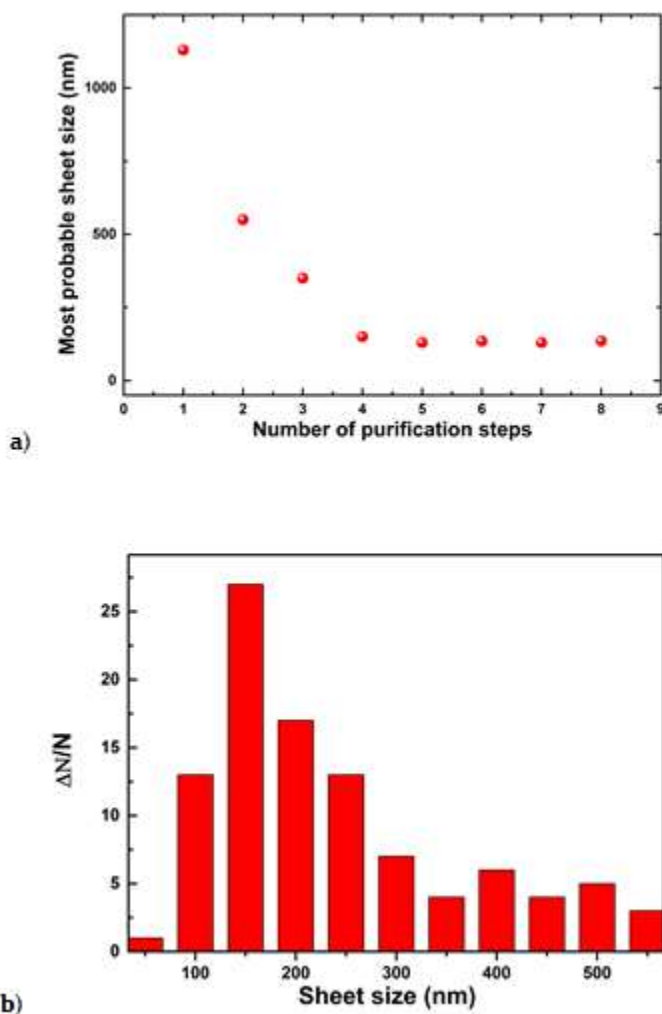 Most probable sheet size (nm)
1000
500
0
0 1 2 3 4 5 6 7 8 9
Number of purification steps
a)
ΔN/N
25
20
15
10
5
0
100 200 300 400 500
Sheet size (nm)
b)